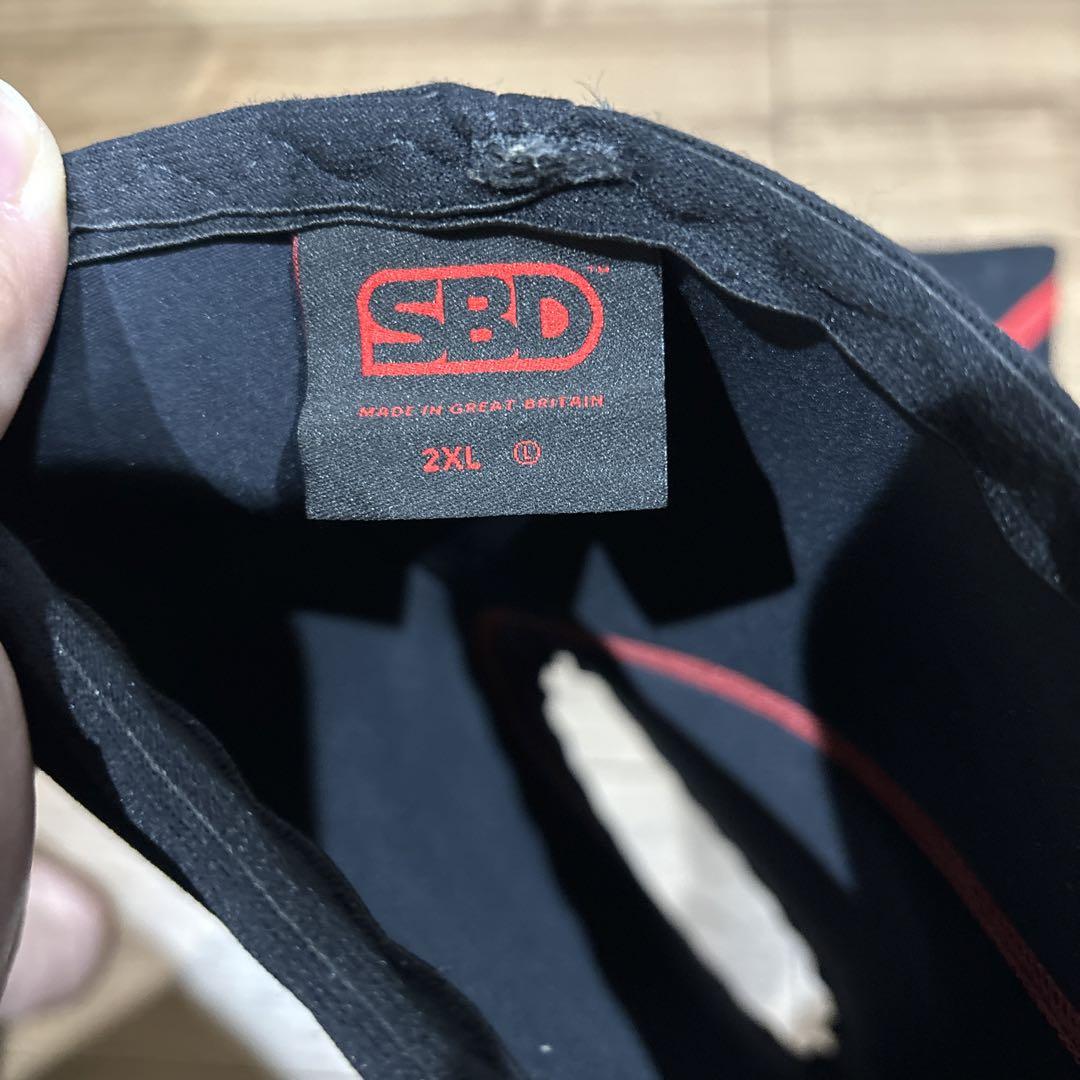 SBD™
MADE IN GREAT BRITAIN
2XL Ⓛ